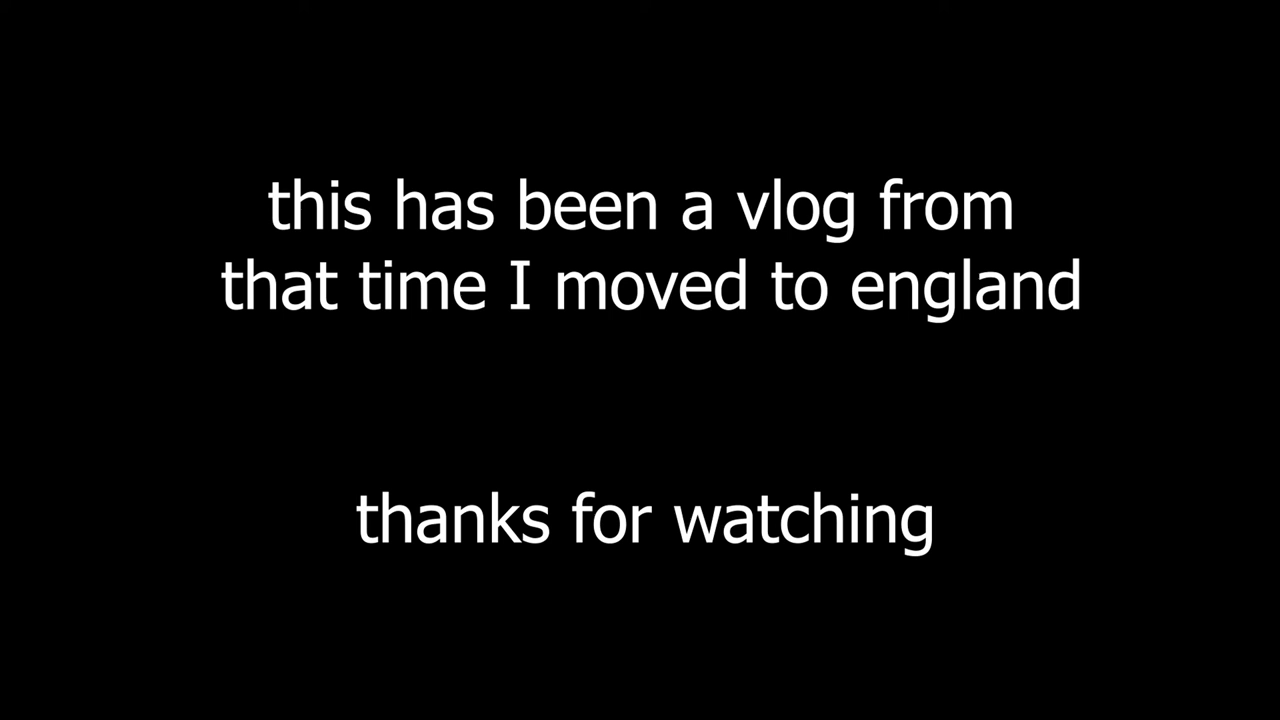 this has been a vlog from
that time I moved to england
thanks for watching